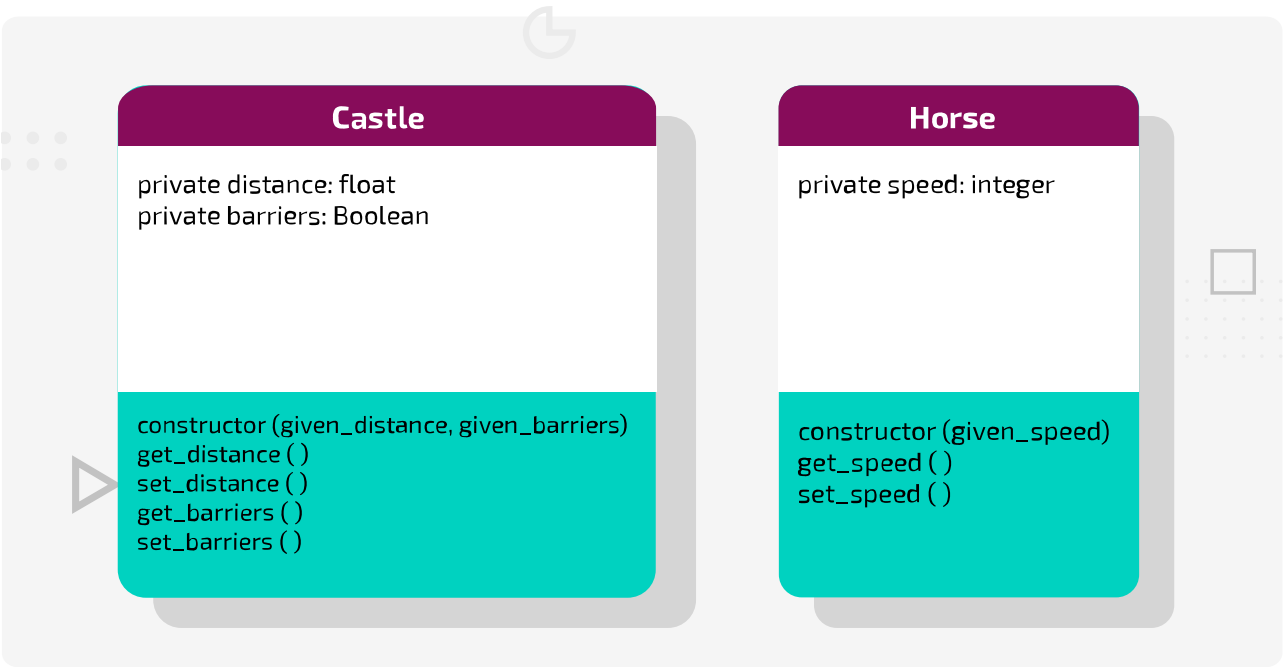 Castle
private distance: float
private barriers: Boolean
constructor (given_distance, given_barriers)
get_distance ( )
set_distance ( )
get_barriers ( )
set_barriers ( )
Horse
private speed: integer
constructor (given_speed)
get_speed ( )
set_speed ( )